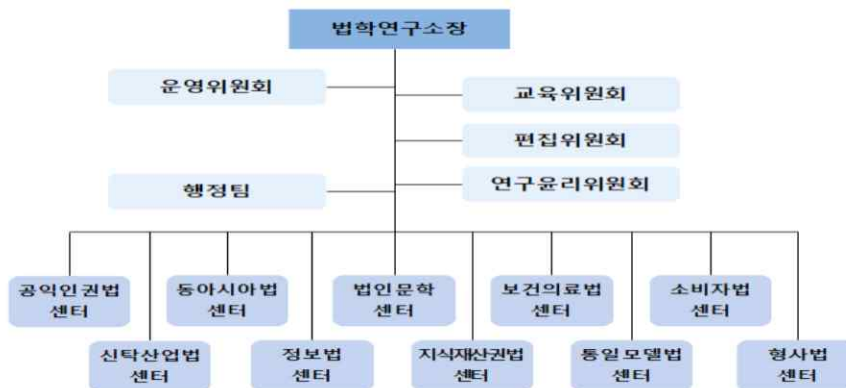 법학연구소장
운영위원회
교육위원회
편집위원회
행정팀
연구윤리위원회
공익인권법
센터
동아시아법
센터
법인문학
센터
보건의료법
센터
소비자법
센터
신탁산업법
센터
정보법
센터
지식재산권법
센터
통일모델법
센터
형사법
센터